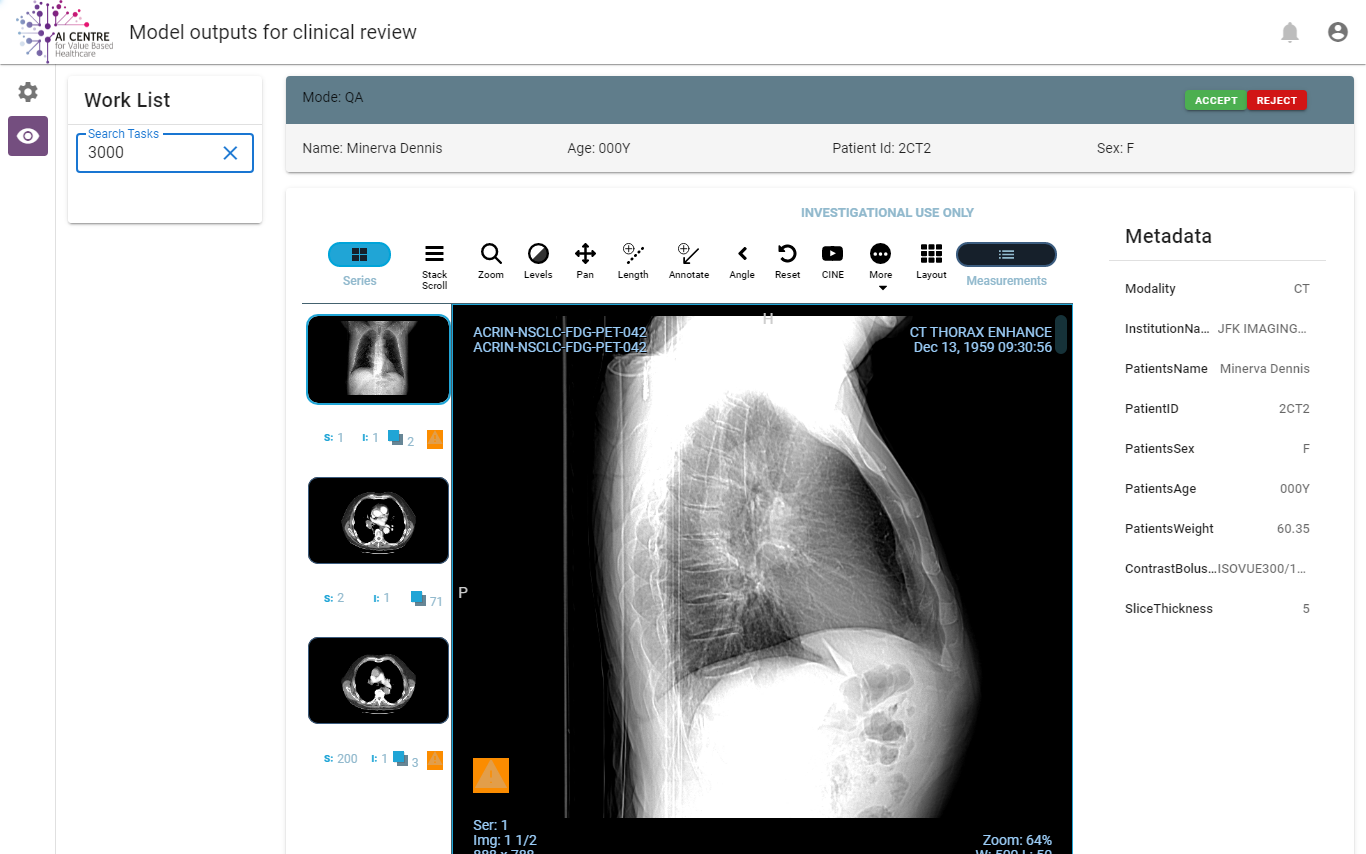 AI CENTRE
for Value Based
Healthcare
Model outputs for clinical review
Work List
Search Tasks
3000
Mode: QA
ACCEPT
REJECT
Name: Minerva Dennis
Age: 000Y
Patient Id: 2CT2
Sex: F
INVESTIGATIONAL USE ONLY
Series
Stack
Scroll
Zoom
Levels
Pan
Length
Annotate
Angle
Reset
CINE
More
Layout
Measurements
S: 1 I: 1 2
S: 2 I: 1 71
S: 200 I: 1 3
H
ACRIN-NSCLC-FDG-PET-042
ACRIN-NSCLC-FDG-PET-042
CT THORAX ENHANCE
Dec 13, 1959 09:30:56
P
Ser: 1
Img: 1 1/2
Zoom: 64%
Metadata
Modality CT
InstitutionNa... JFK IMAGING...
PatientsName Minerva Dennis
PatientID 2CT2
PatientsSex F
PatientsAge 000Y
PatientsWeight 60.35
ContrastBolus... ISOVUE300/1...
SliceThickness 5